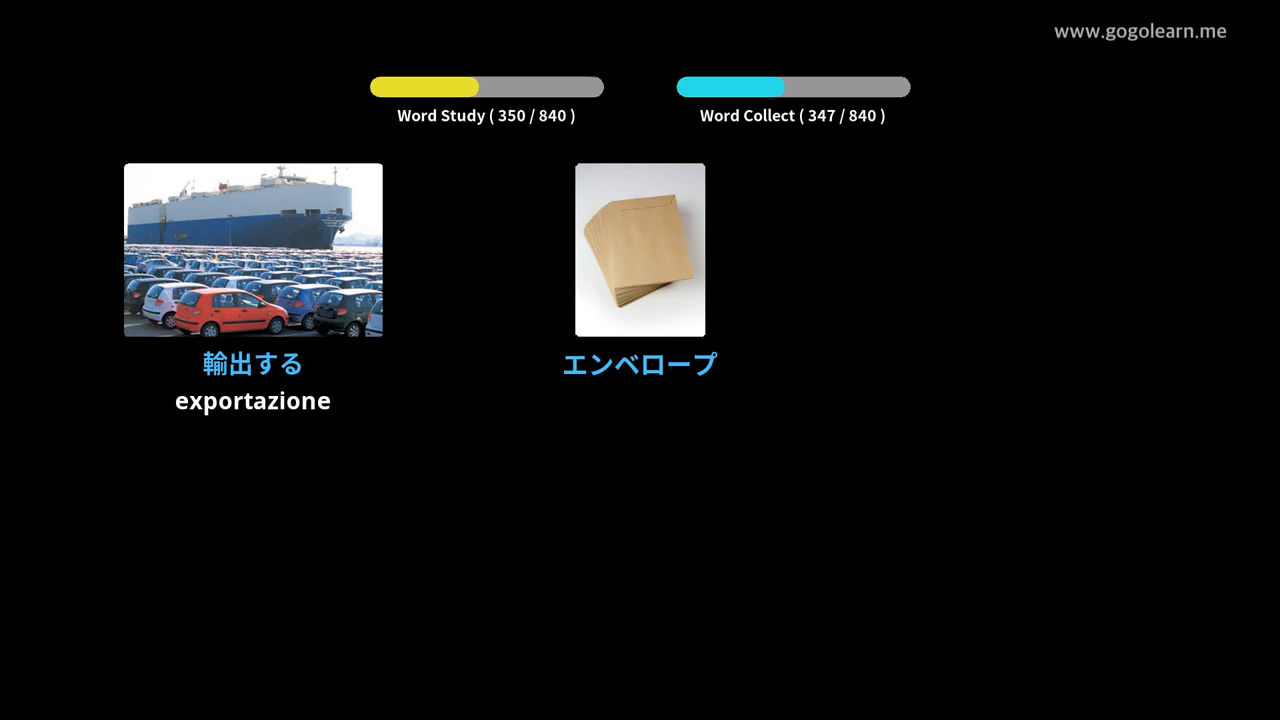 www.gogolearn.me
Word Study ( 350 / 840 )
Word Collect ( 347 / 840 )
輸出する
exportazione
エンベロープ